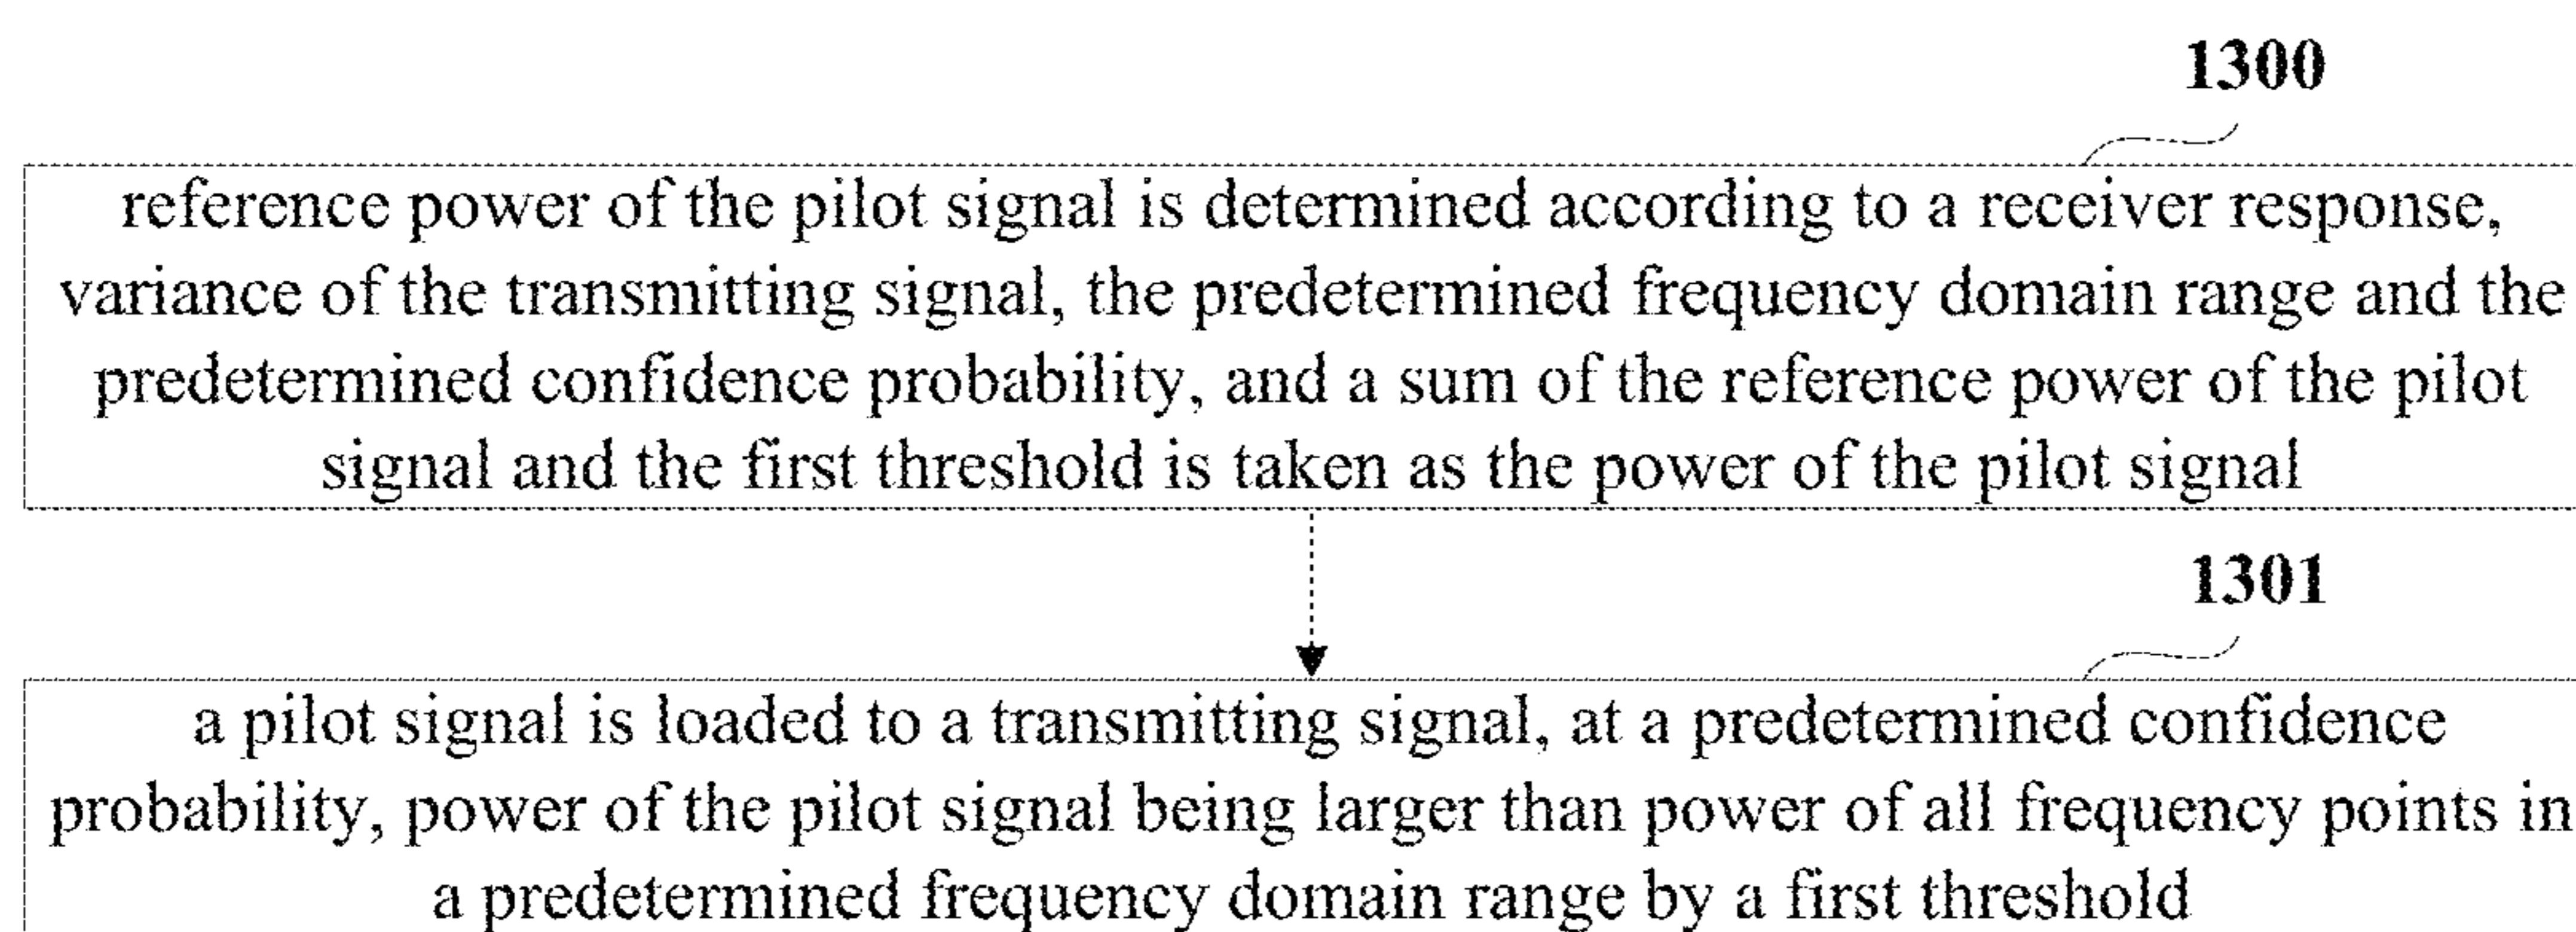 1300
reference power of the pilot signal is determined according to a receiver response,
variance of the transmitting signal, the predetermined frequency domain range and the
predetermined confidence probability, and a sum of the reference power of the pilot
signal and the first threshold is taken as the power of the pilot signal
1301
a pilot signal is loaded to a transmitting signal, at a predetermined confidence
probability, power of the pilot signal being larger than power of all frequency points in
a predetermined frequency domain range by a first threshold